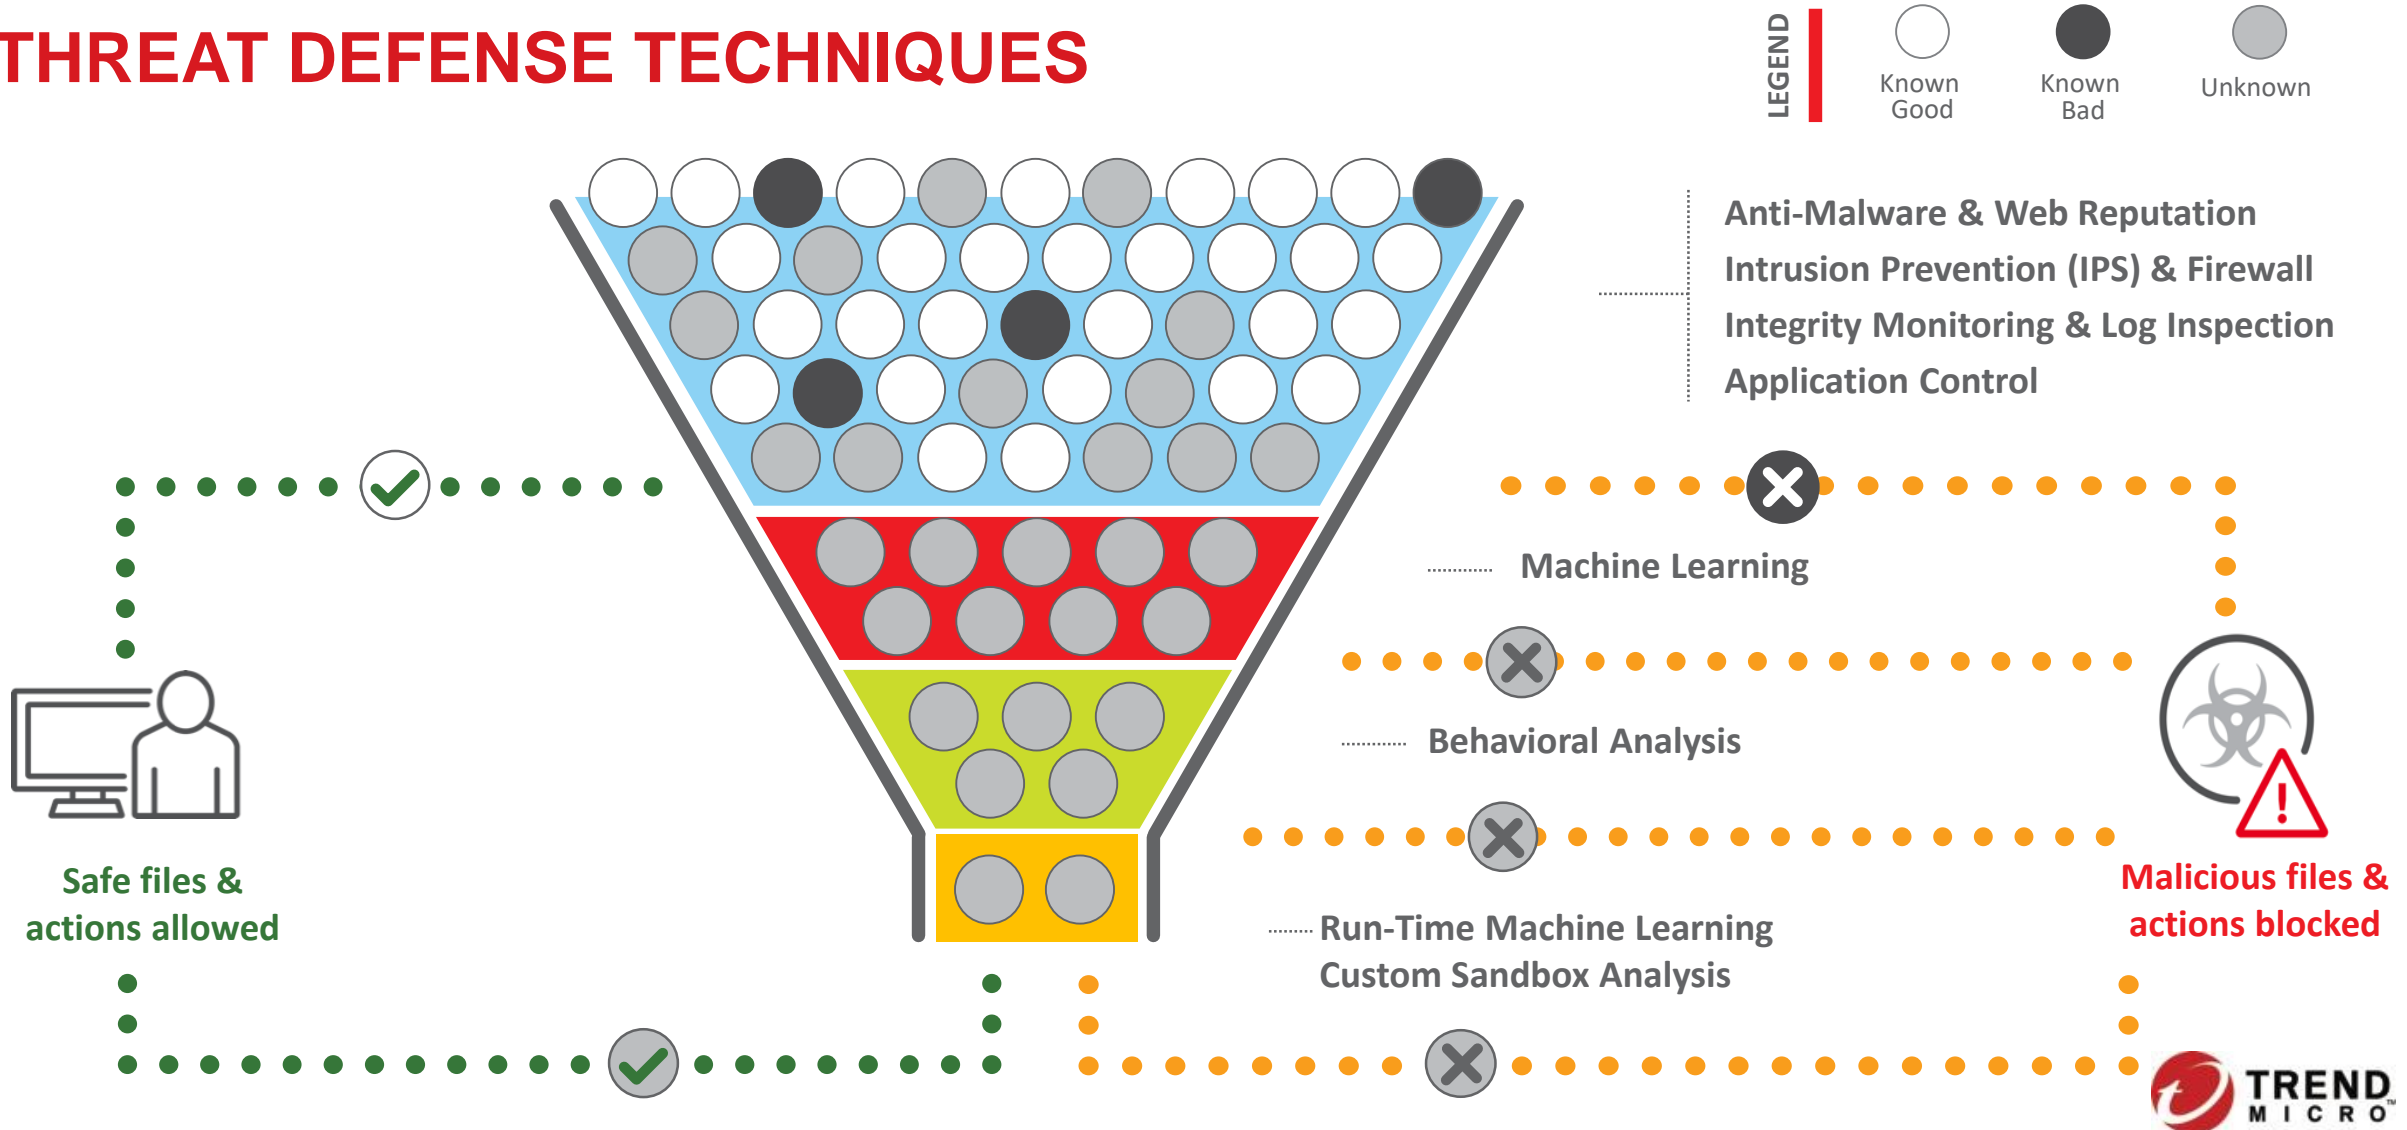 THREAT DEFENSE TECHNIQUES
LEGEND
Known
Good
Known
Bad
Unknown
Anti-Malware & Web Reputation
Intrusion Prevention (IPS) & Firewall
Integrity Monitoring & Log Inspection
Application Control
Machine Learning
Behavioral Analysis
Safe files &
actions allowed
Malicious files &
actions blocked
Run-Time Machine Learning
Custom Sandbox Analysis
TREND
MICRO™